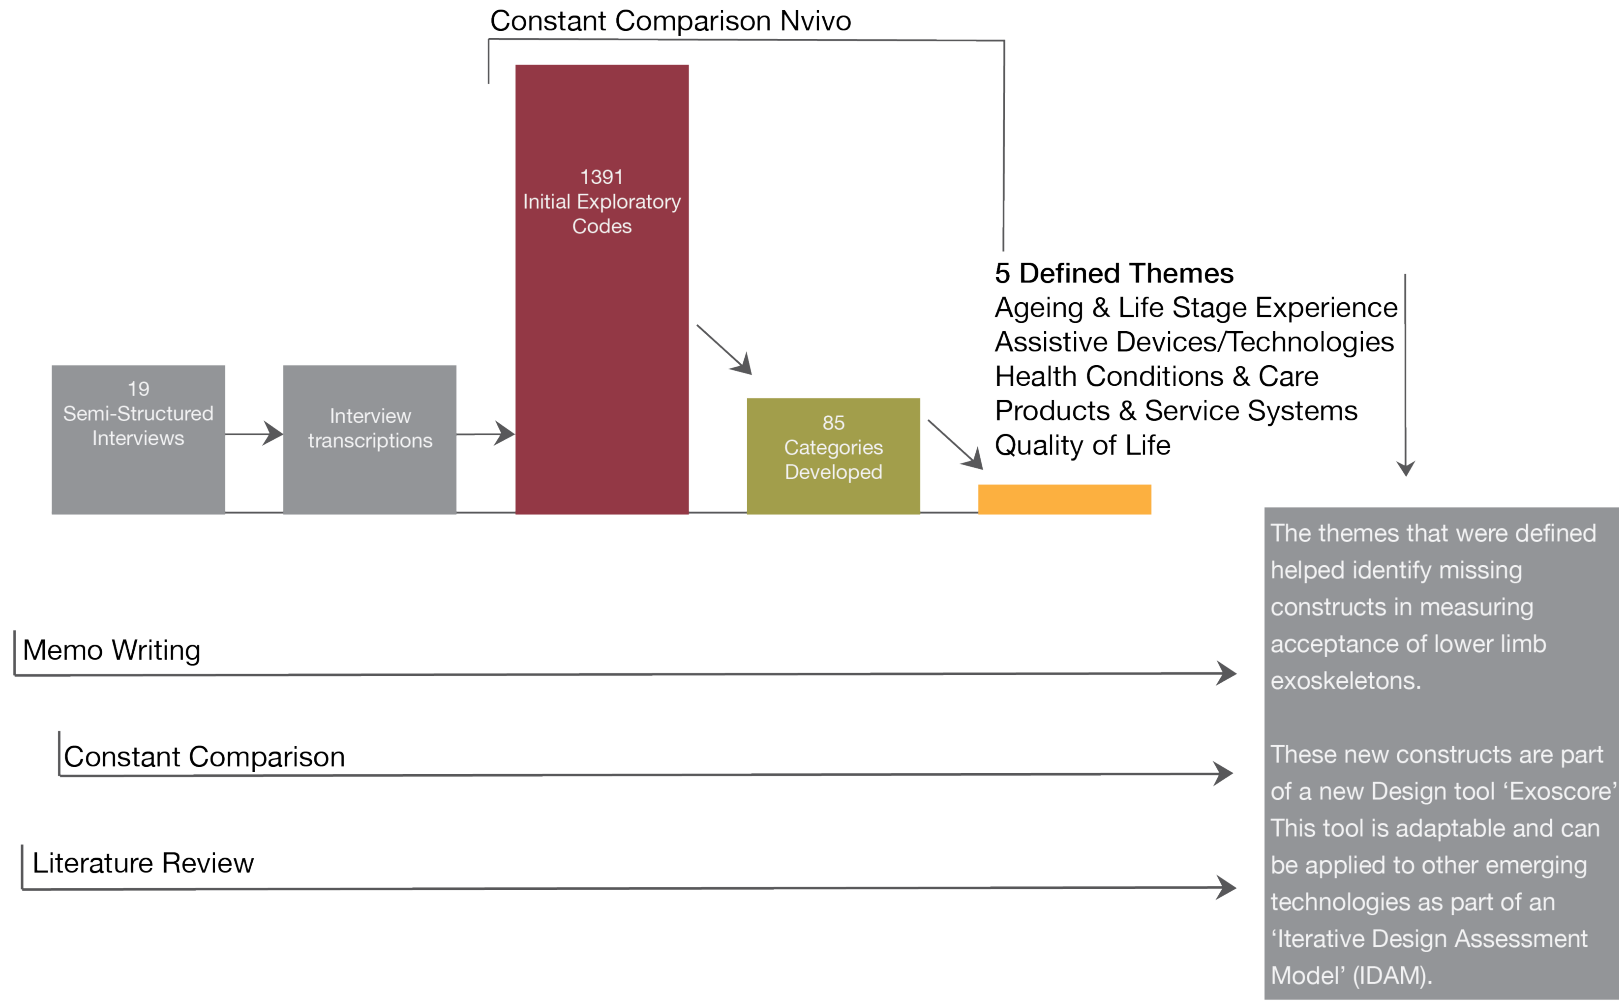 Constant Comparison Nvivo
1391
Initial Exploratory
Codes
5 Defined Themes
Ageing & Life Stage Experience
Assistive Devices/Technologies
Health Conditions & Care
Products & Service Systems
Quality of Life
19
Semi-Structured
Interviews
Interview
transcriptions
85
Categories
Developed
The themes that were defined
helped identify missing
constructs in measuring
acceptance of lower limb
exoskeletons.
These new constructs are part
of a new Design tool ‘Exoscore’
This tool is adaptable and can
be applied to other emerging
technologies as part of an
‘Iterative Design Assessment
Model’ (IDAM).
Memo Writing
Constant Comparison
Literature Review